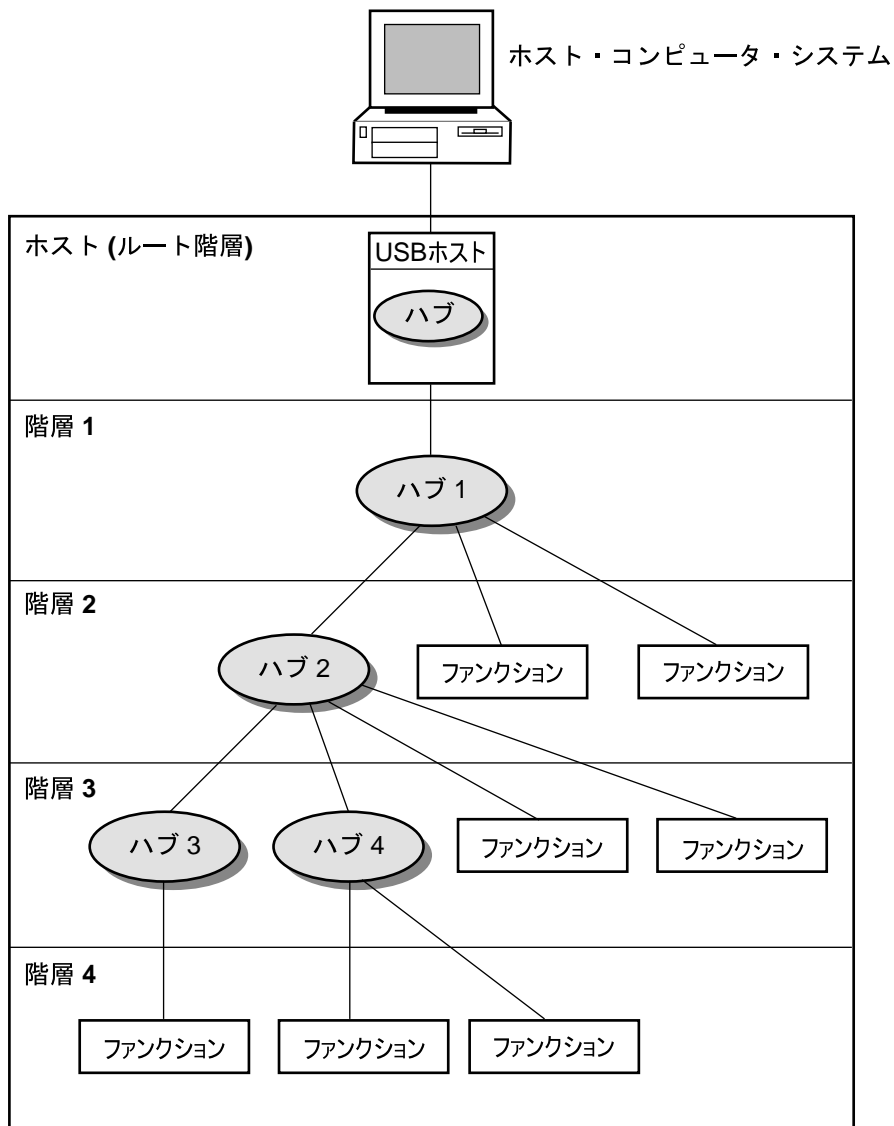 ホスト・コンピュータ・システム
ホスト (ルート階層)
USBホスト
ハブ
階層 1
ハブ 1
階層 2
ハブ 2
ファンクション
ファンクション
階層 3
ハブ 3
ハブ 4
ファンクション
ファンクション
階層 4
ファンクション
ファンクション
ファンクション